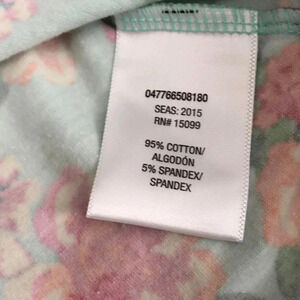 047766508180
SEAS: 2015
RN# 15099
95% COTTON/
ALGODÓN
5% SPANDEX/
SPANDEX